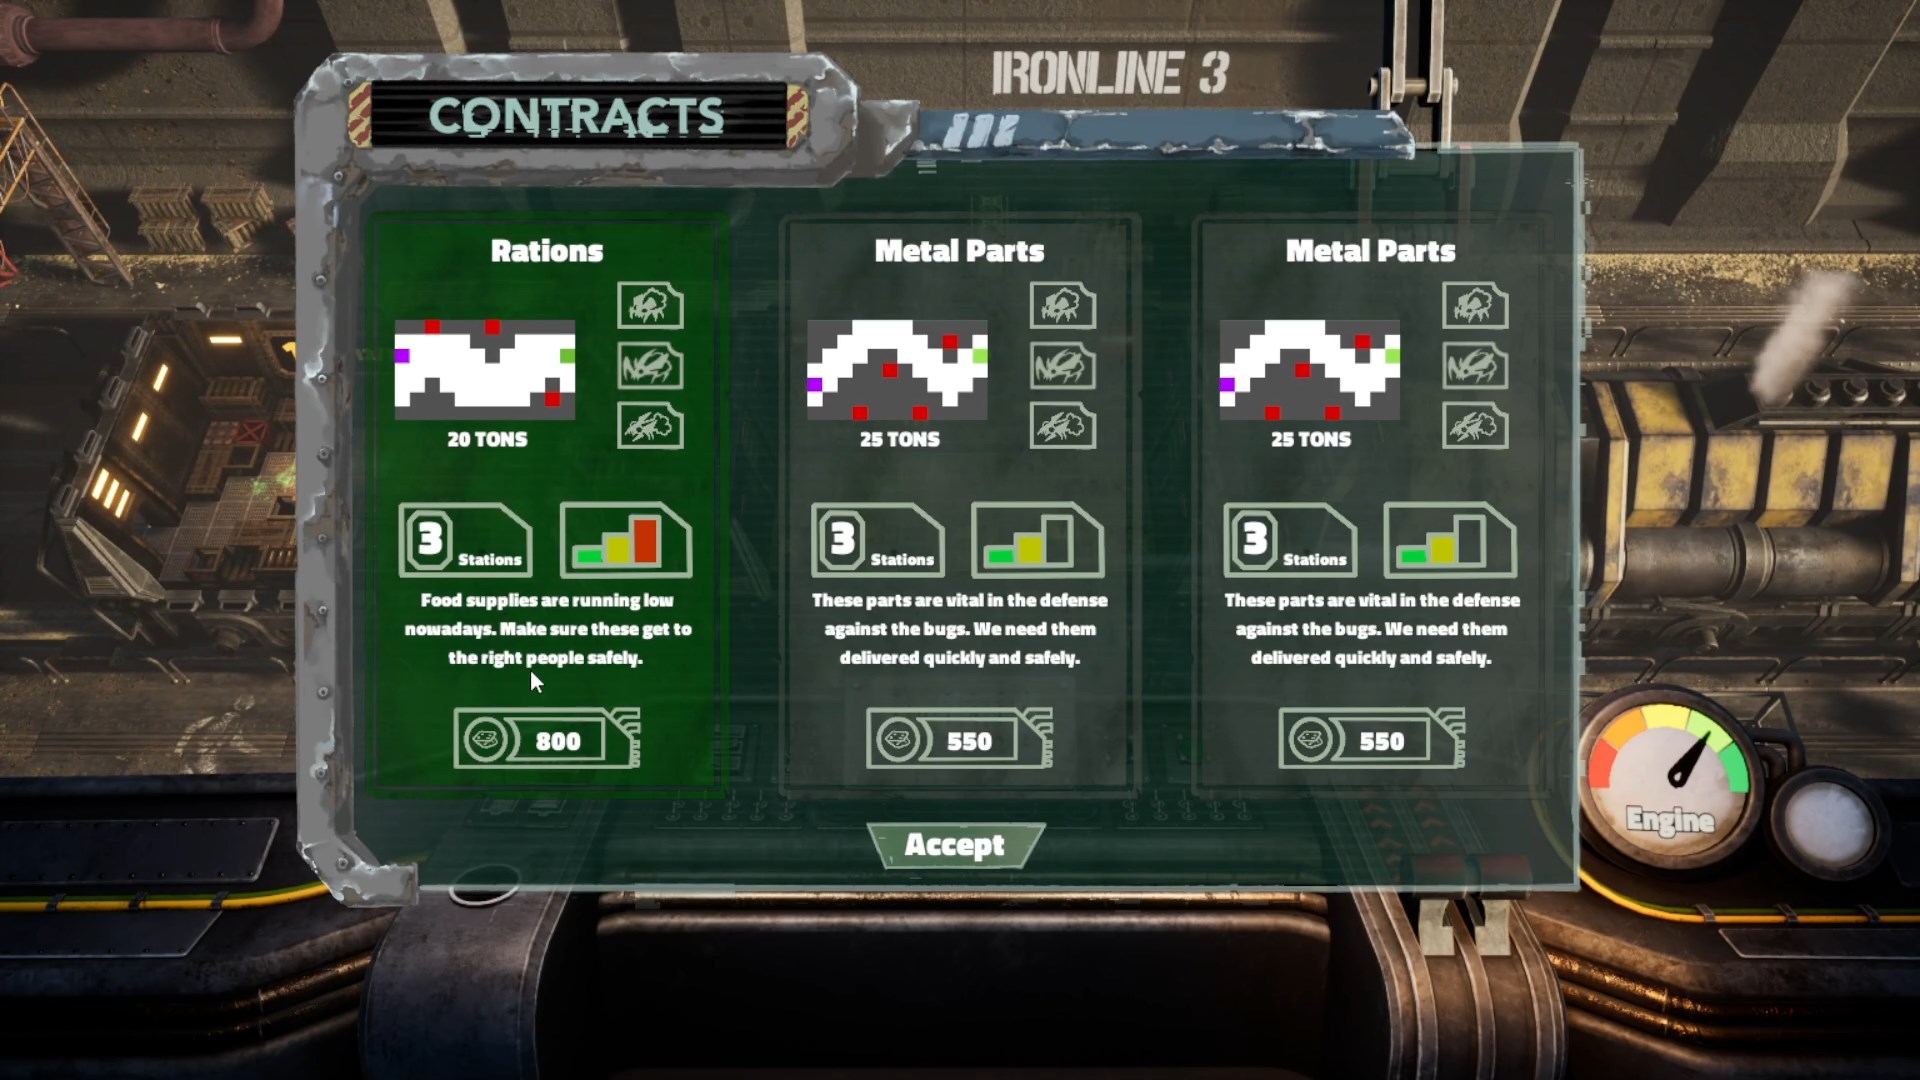 IRONLINE 3
CONTRACTS
Rations
20 TONS
3
Stations
Food supplies are running low
nowadays. Make sure these get to
the right people safely.
800
Metal Parts
25 TONS
3
Stations
These parts are vital in the defense
against the bugs. We need them
delivered quickly and safely.
550
Metal Parts
25 TONS
3
Stations
These parts are vital in the defense
against the bugs. We need them
delivered quickly and safely.
550
Accept
Engine